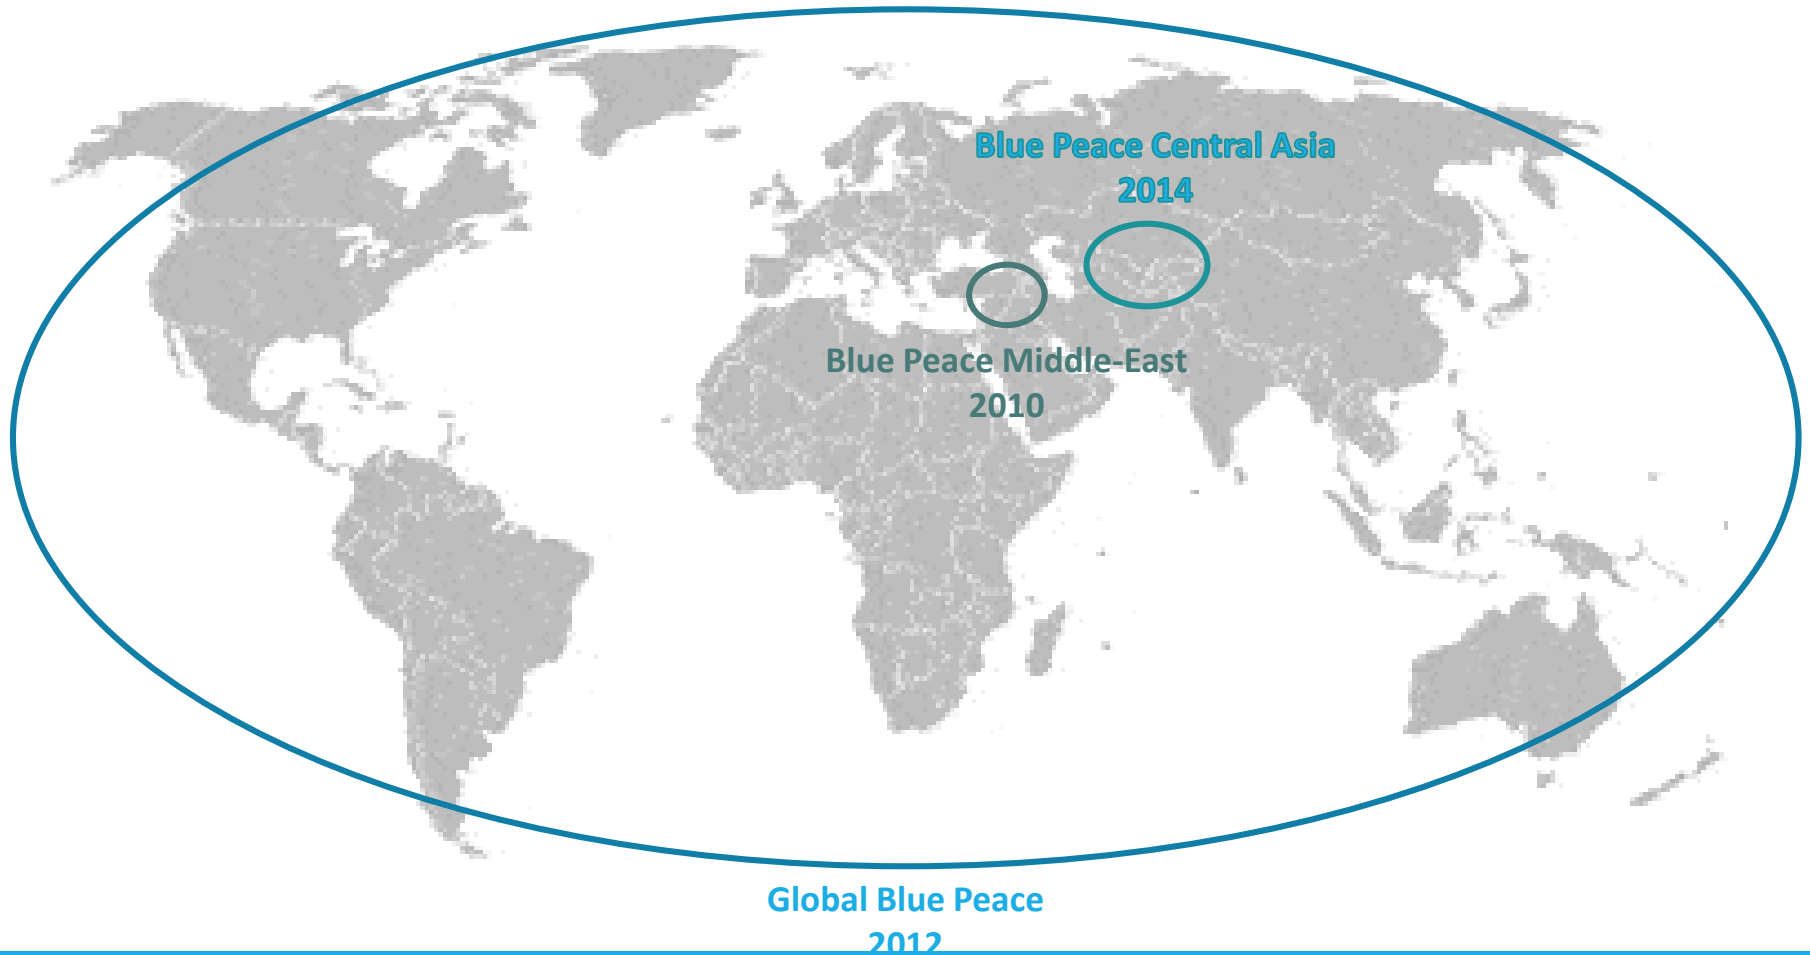 Blue Peace Central Asia
2014
Blue Peace Middle-East
2010
Global Blue Peace
2012